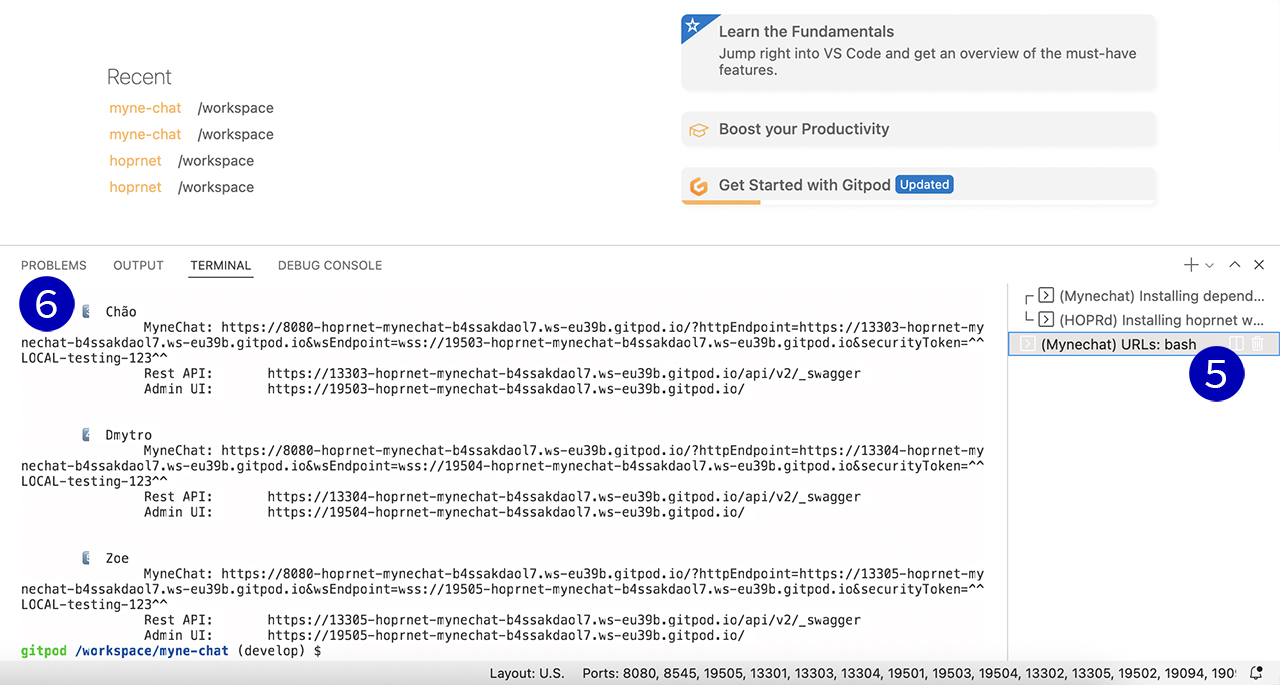 Learn the Fundamentals
Jump right into VS Code and get an overview of the must-have
features.
Recent
myne-chat /workspace
myne-chat /workspace
hoprnet /workspace
hoprnet /workspace
Boost your Productivity
Get Started with Gitpod Updated
PROBLEMS OUTPUT TERMINAL DEBUG CONSOLE
6
Chão
MyneChat: https://8080-hoprnet-mynechat-b4ssakdaol7.ws-eu39b.gitpod.io/?httpEndpoint=https://13303-hoprnet-my
nechat-b4ssakdaol7.ws-eu39b.gitpod.io&wsEndpoint=wss://19503-hoprnet-mynechat-b4ssakdaol7.ws-eu39b.gitpod.io&securityToken=^^
LOCAL-testing-123^^
Rest API: https://13303-hoprnet-mynechat-b4ssakdaol7.ws-eu39b.gitpod.io/api/v2/_swagger
Admin UI: https://19503-hoprnet-mynechat-b4ssakdaol7.ws-eu39b.gitpod.io/
Dmytro
MyneChat: https://8080-hoprnet-mynechat-b4ssakdaol7.ws-eu39b.gitpod.io/?httpEndpoint=https://13304-hoprnet-my
nechat-b4ssakdaol7.ws-eu39b.gitpod.io&wsEndpoint=wss://19504-hoprnet-mynechat-b4ssakdaol7.ws-eu39b.gitpod.io&securityToken=^^
LOCAL-testing-123^^
Rest API: https://13304-hoprnet-mynechat-b4ssakdaol7.ws-eu39b.gitpod.io/api/v2/_swagger
Admin UI: https://19504-hoprnet-mynechat-b4ssakdaol7.ws-eu39b.gitpod.io/
Zoe
MyneChat: https://8080-hoprnet-mynechat-b4ssakdaol7.ws-eu39b.gitpod.io/?httpEndpoint=https://13305-hoprnet-my
nechat-b4ssakdaol7.ws-eu39b.gitpod.io&wsEndpoint=wss://19505-hoprnet-mynechat-b4ssakdaol7.ws-eu39b.gitpod.io&securityToken=^^
LOCAL-testing-123^^
Rest API: https://13305-hoprnet-mynechat-b4ssakdaol7.ws-eu39b.gitpod.io/api/v2/_swagger
Admin UI: https://19505-hoprnet-mynechat-b4ssakdaol7.ws-eu39b.gitpod.io/
gitpod /workspace/myne-chat (develop) $
(Mynechat) Installing depend...
(HOPRd) Installing hoprnet w...
(Mynechat) URLs: bash
5
Layout: U.S. Ports: 8080, 8545, 19505, 13301, 13303, 13304, 19501, 19503, 19504, 13302, 13305, 19502, 19094,